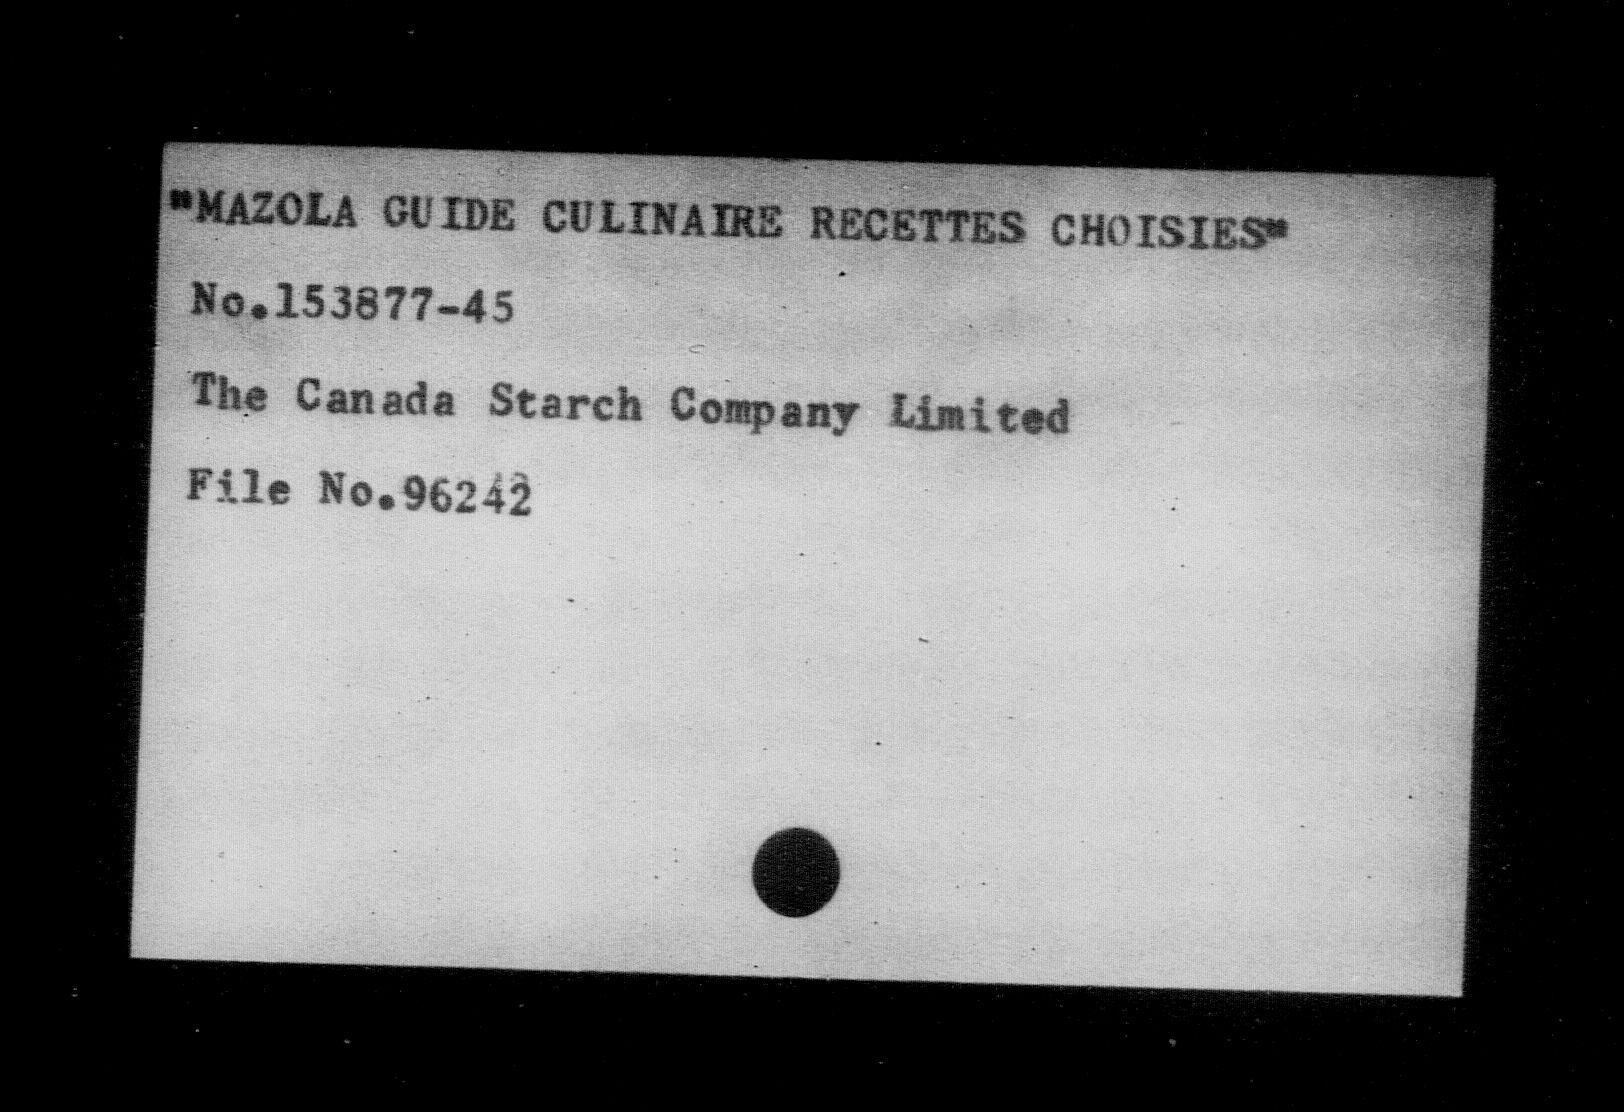 "MAZOLA GUIDE CULINAIRE RECETTES CHOISIES"
No.153877-45
The Canada Starch Company Limited
File No.96242